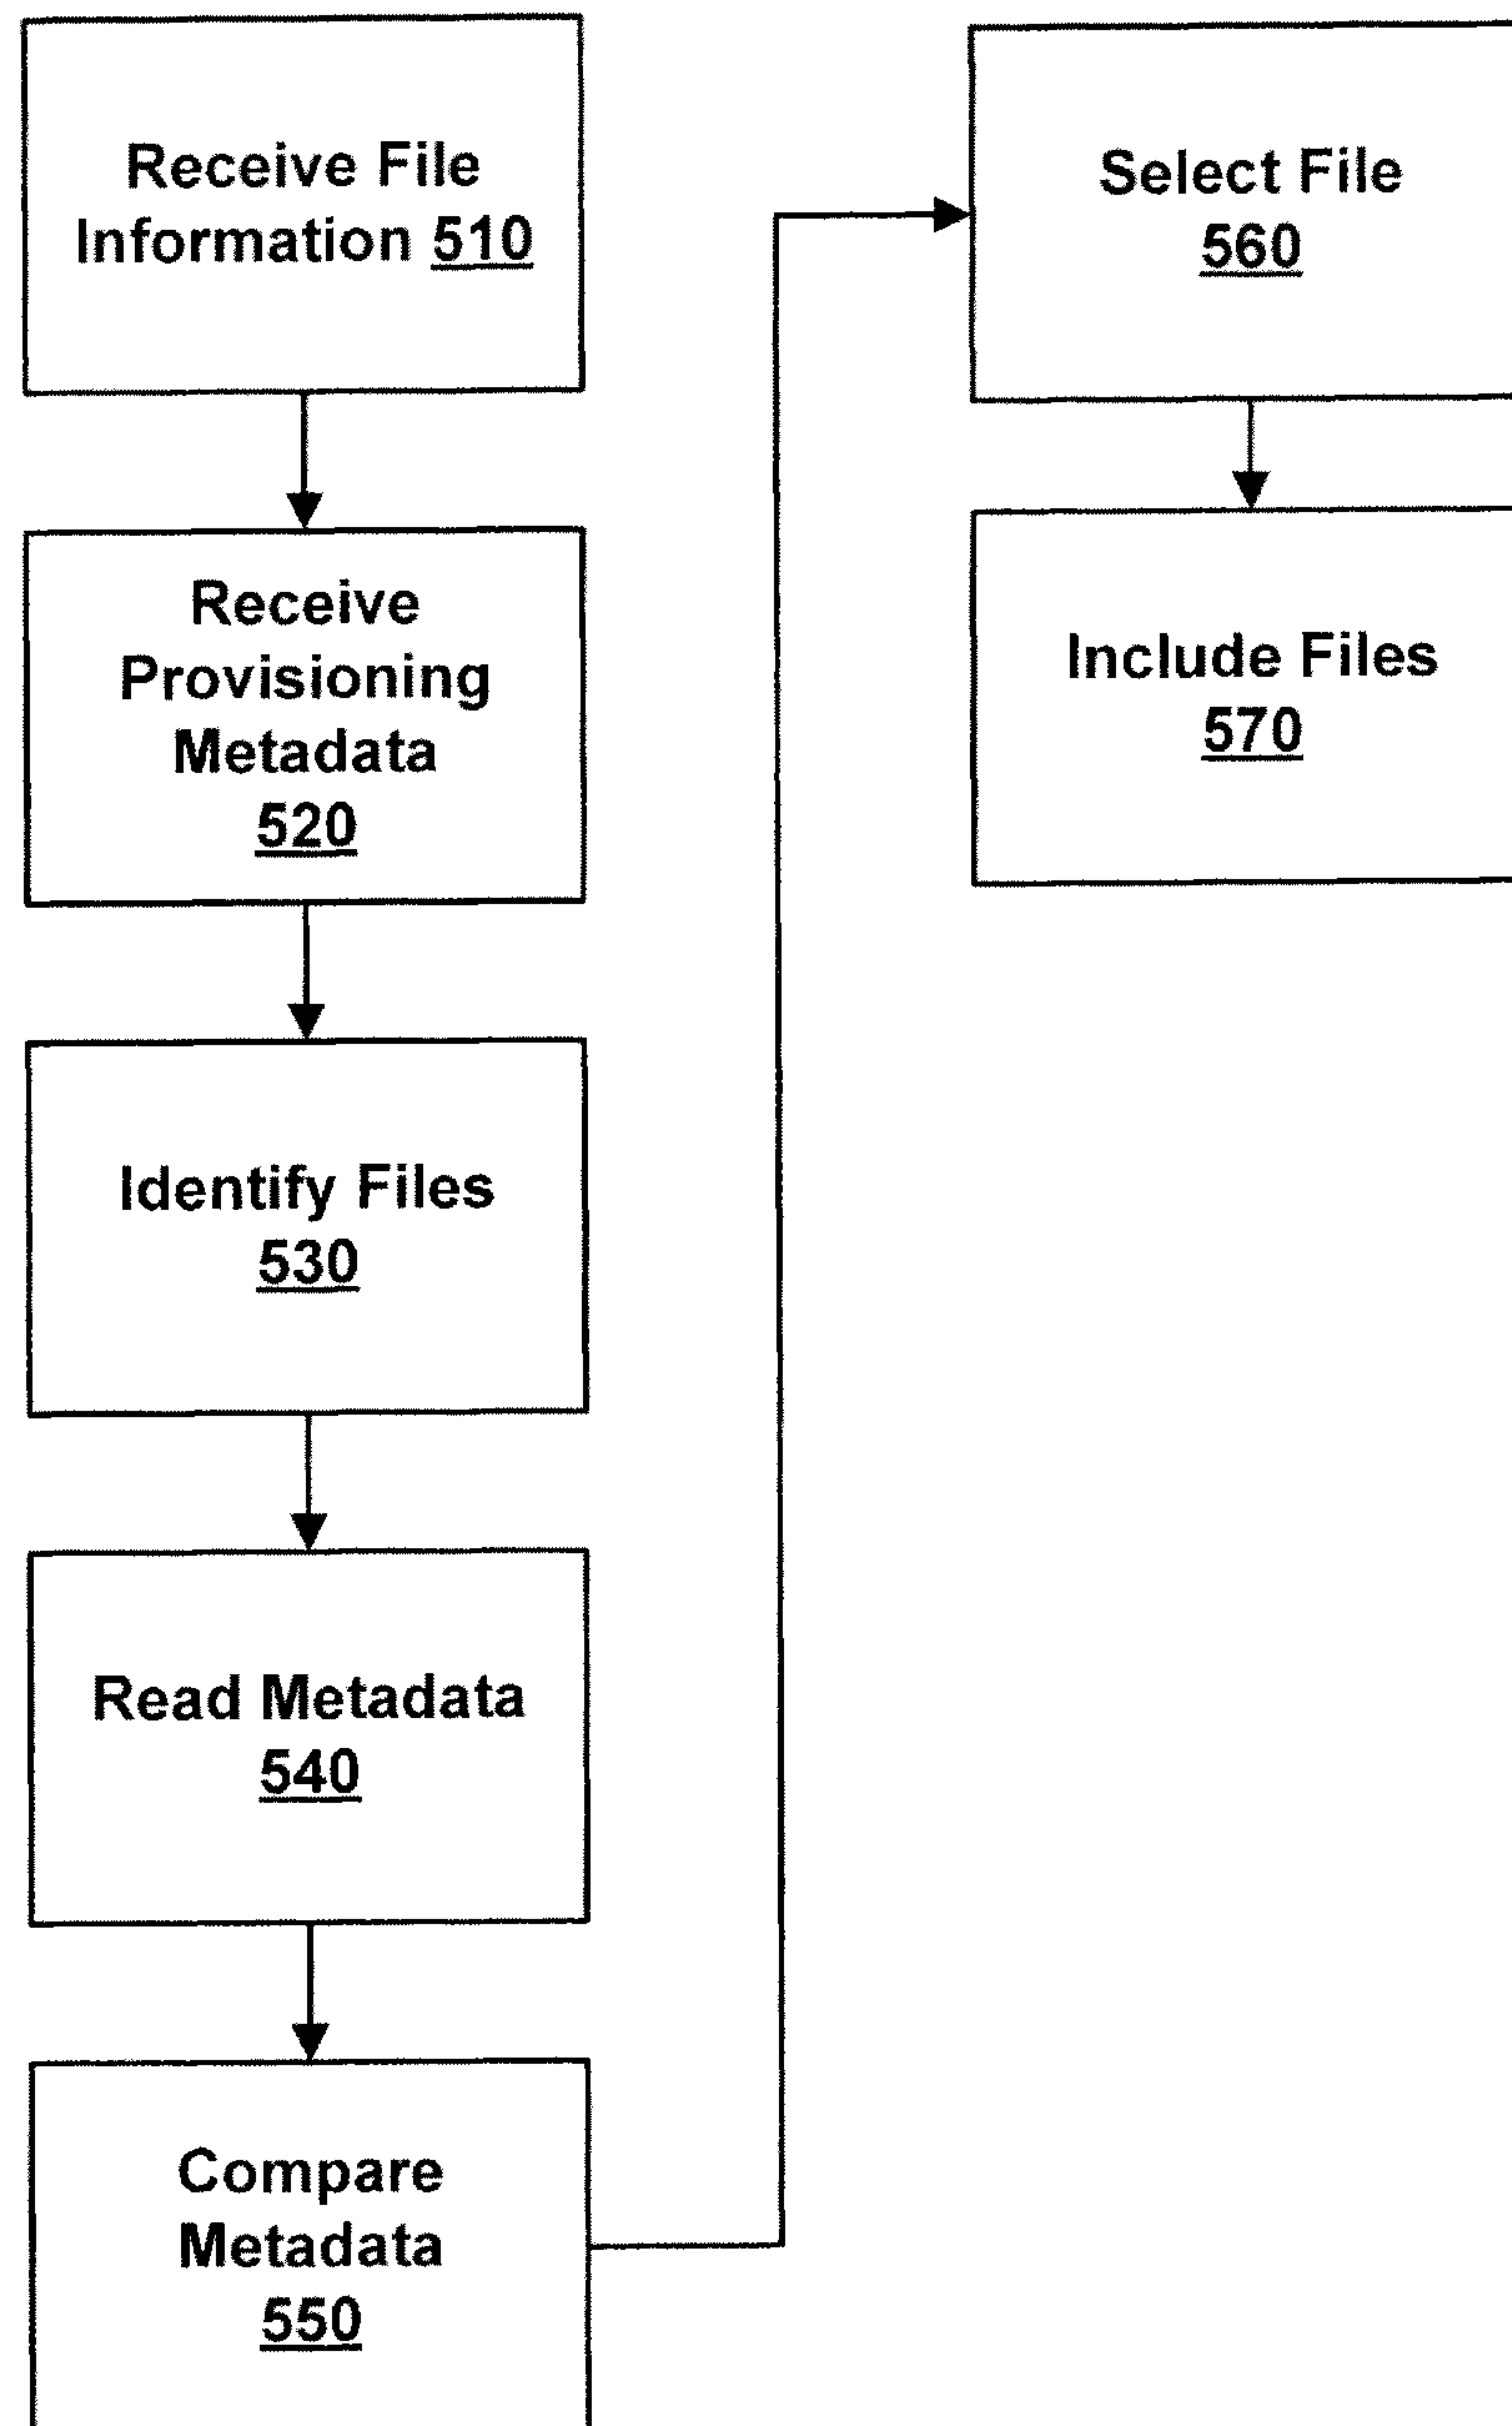 Receive File
Information 510
Receive
Provisioning
Metadata
520
Identify Files
530
Read Metadata
540
Compare
Metadata
550
Select File
560
Include Files
570